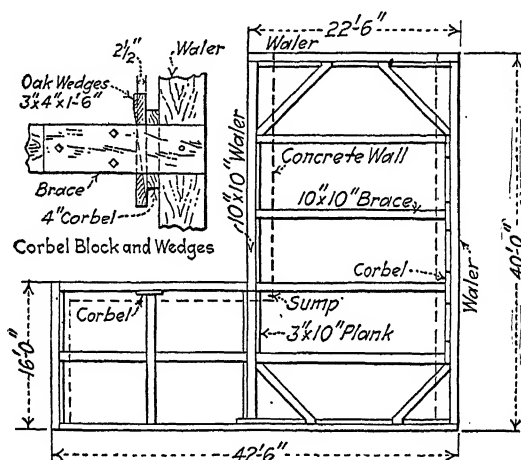 22'-6"
2½"
Waler
Waler
Oak Wedges
3"x4"x1'-6"
Brace
4"Corbel
Corbel Block and Wedges
10"x10"Waler
Concrete Wall
10"x10"Brace
Corbel
Waler
40'-0"
Corbel
Sump
3"x10"Plank
16'-0"
42'-6"